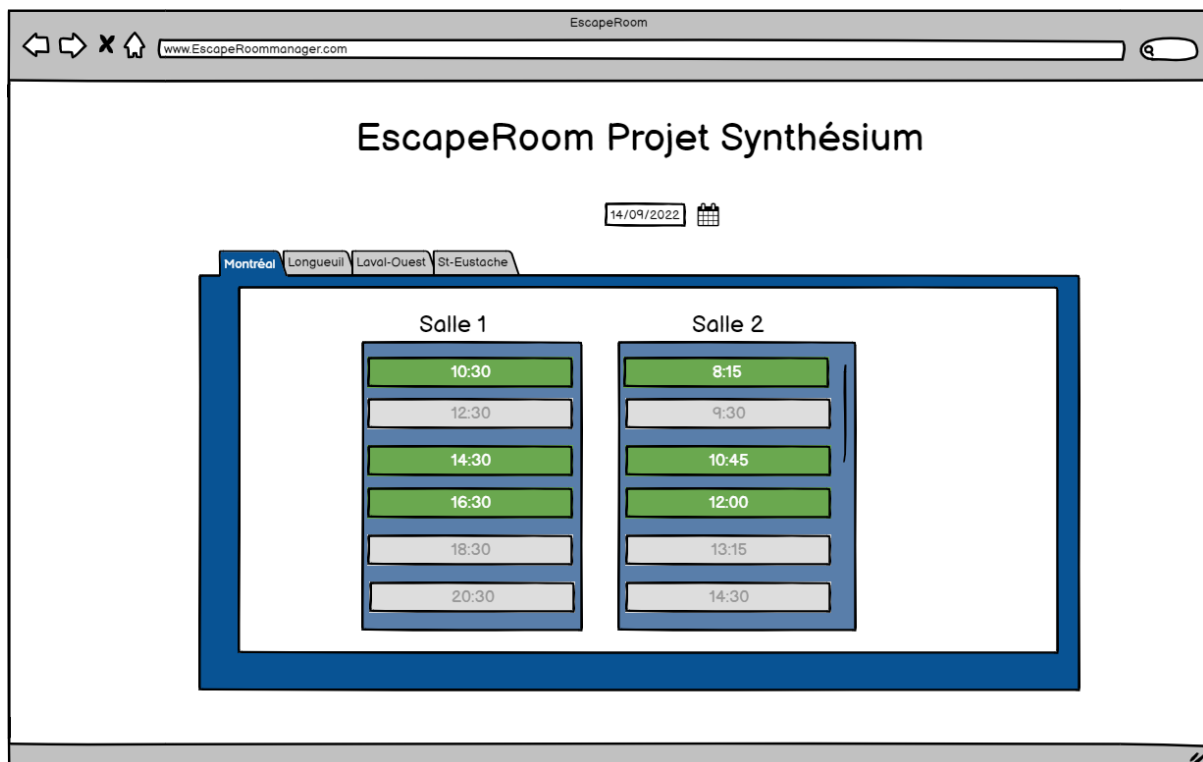 EscapeRoom
www.EscapeRoommanager.com
EscapeRoom Projet Synthésium
14/09/2022
Montréal Longueuil Laval-Ouest St-Eustache
Salle 1
10:30
12:30
14:30
16:30
18:30
20:30
Salle 2
8:15
9:30
10:45
12:00
13:15
14:30